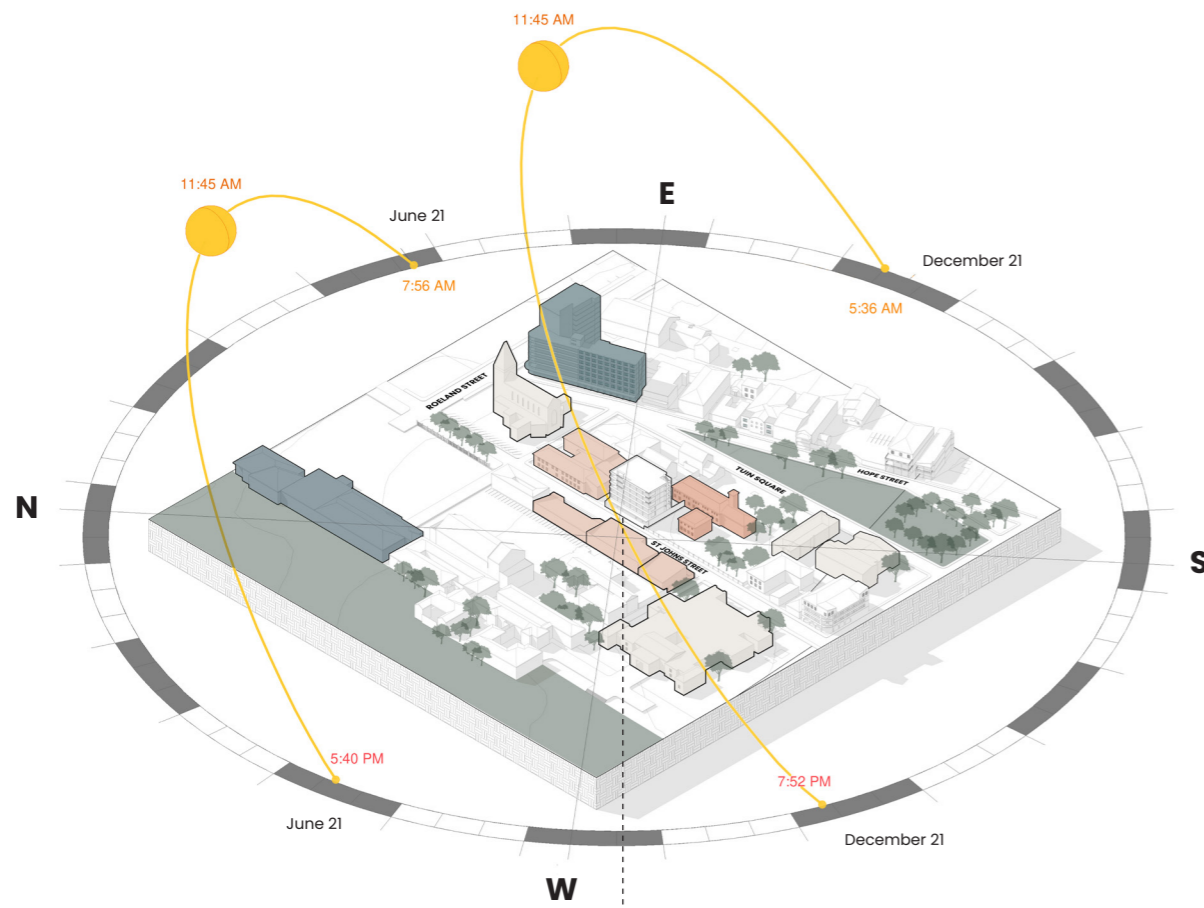 11:45 AM
11:45 AM
E
June 21
December 21
7:56 AM
5:36 AM
ROELAND STREET
HOPE STREET
TUIN SQUARE
N
ST JOHNS STREET
S
5:40 PM
7:52 PM
June 21
December 21
W